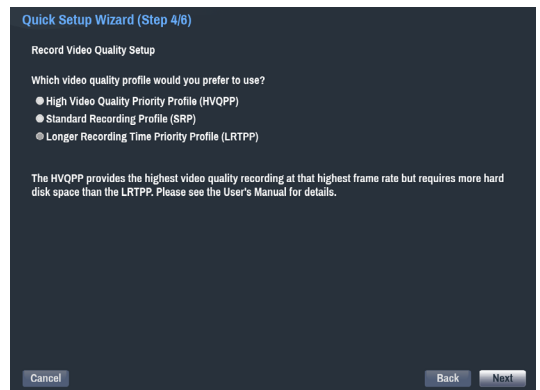 Quick Setup Wizard (Step 4/6)
Record Video Quality Setup
Which video quality profile would you prefer to use?
High Video Quality Priority Profile (HVQPP)
Standard Recording Profile (SRP)
Longer Recording Time Priority Profile (LRTPP)
The HVQPP provides the highest video quality recording at that highest frame rate but requires more hard
disk space than the LRTPP. Please see the User's Manual for details.
Cancel Back Next